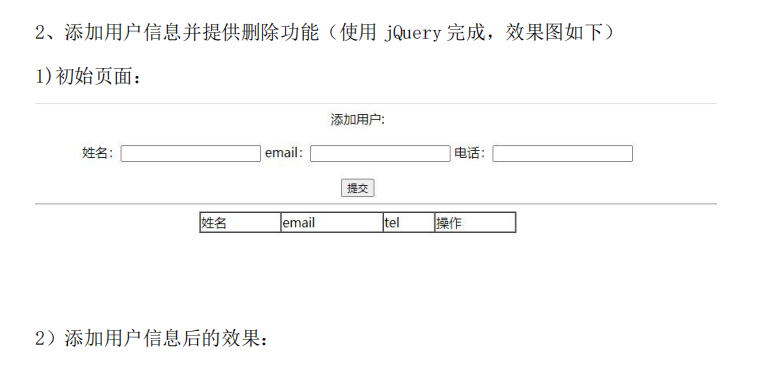 2、添加用户信息并提供删除功能（使用 jQuery 完成，效果图如下）
1)初始页面：
添加用户:
姓名： email： 电话：
提交
姓名 email tel 操作
2）添加用户信息后的效果：